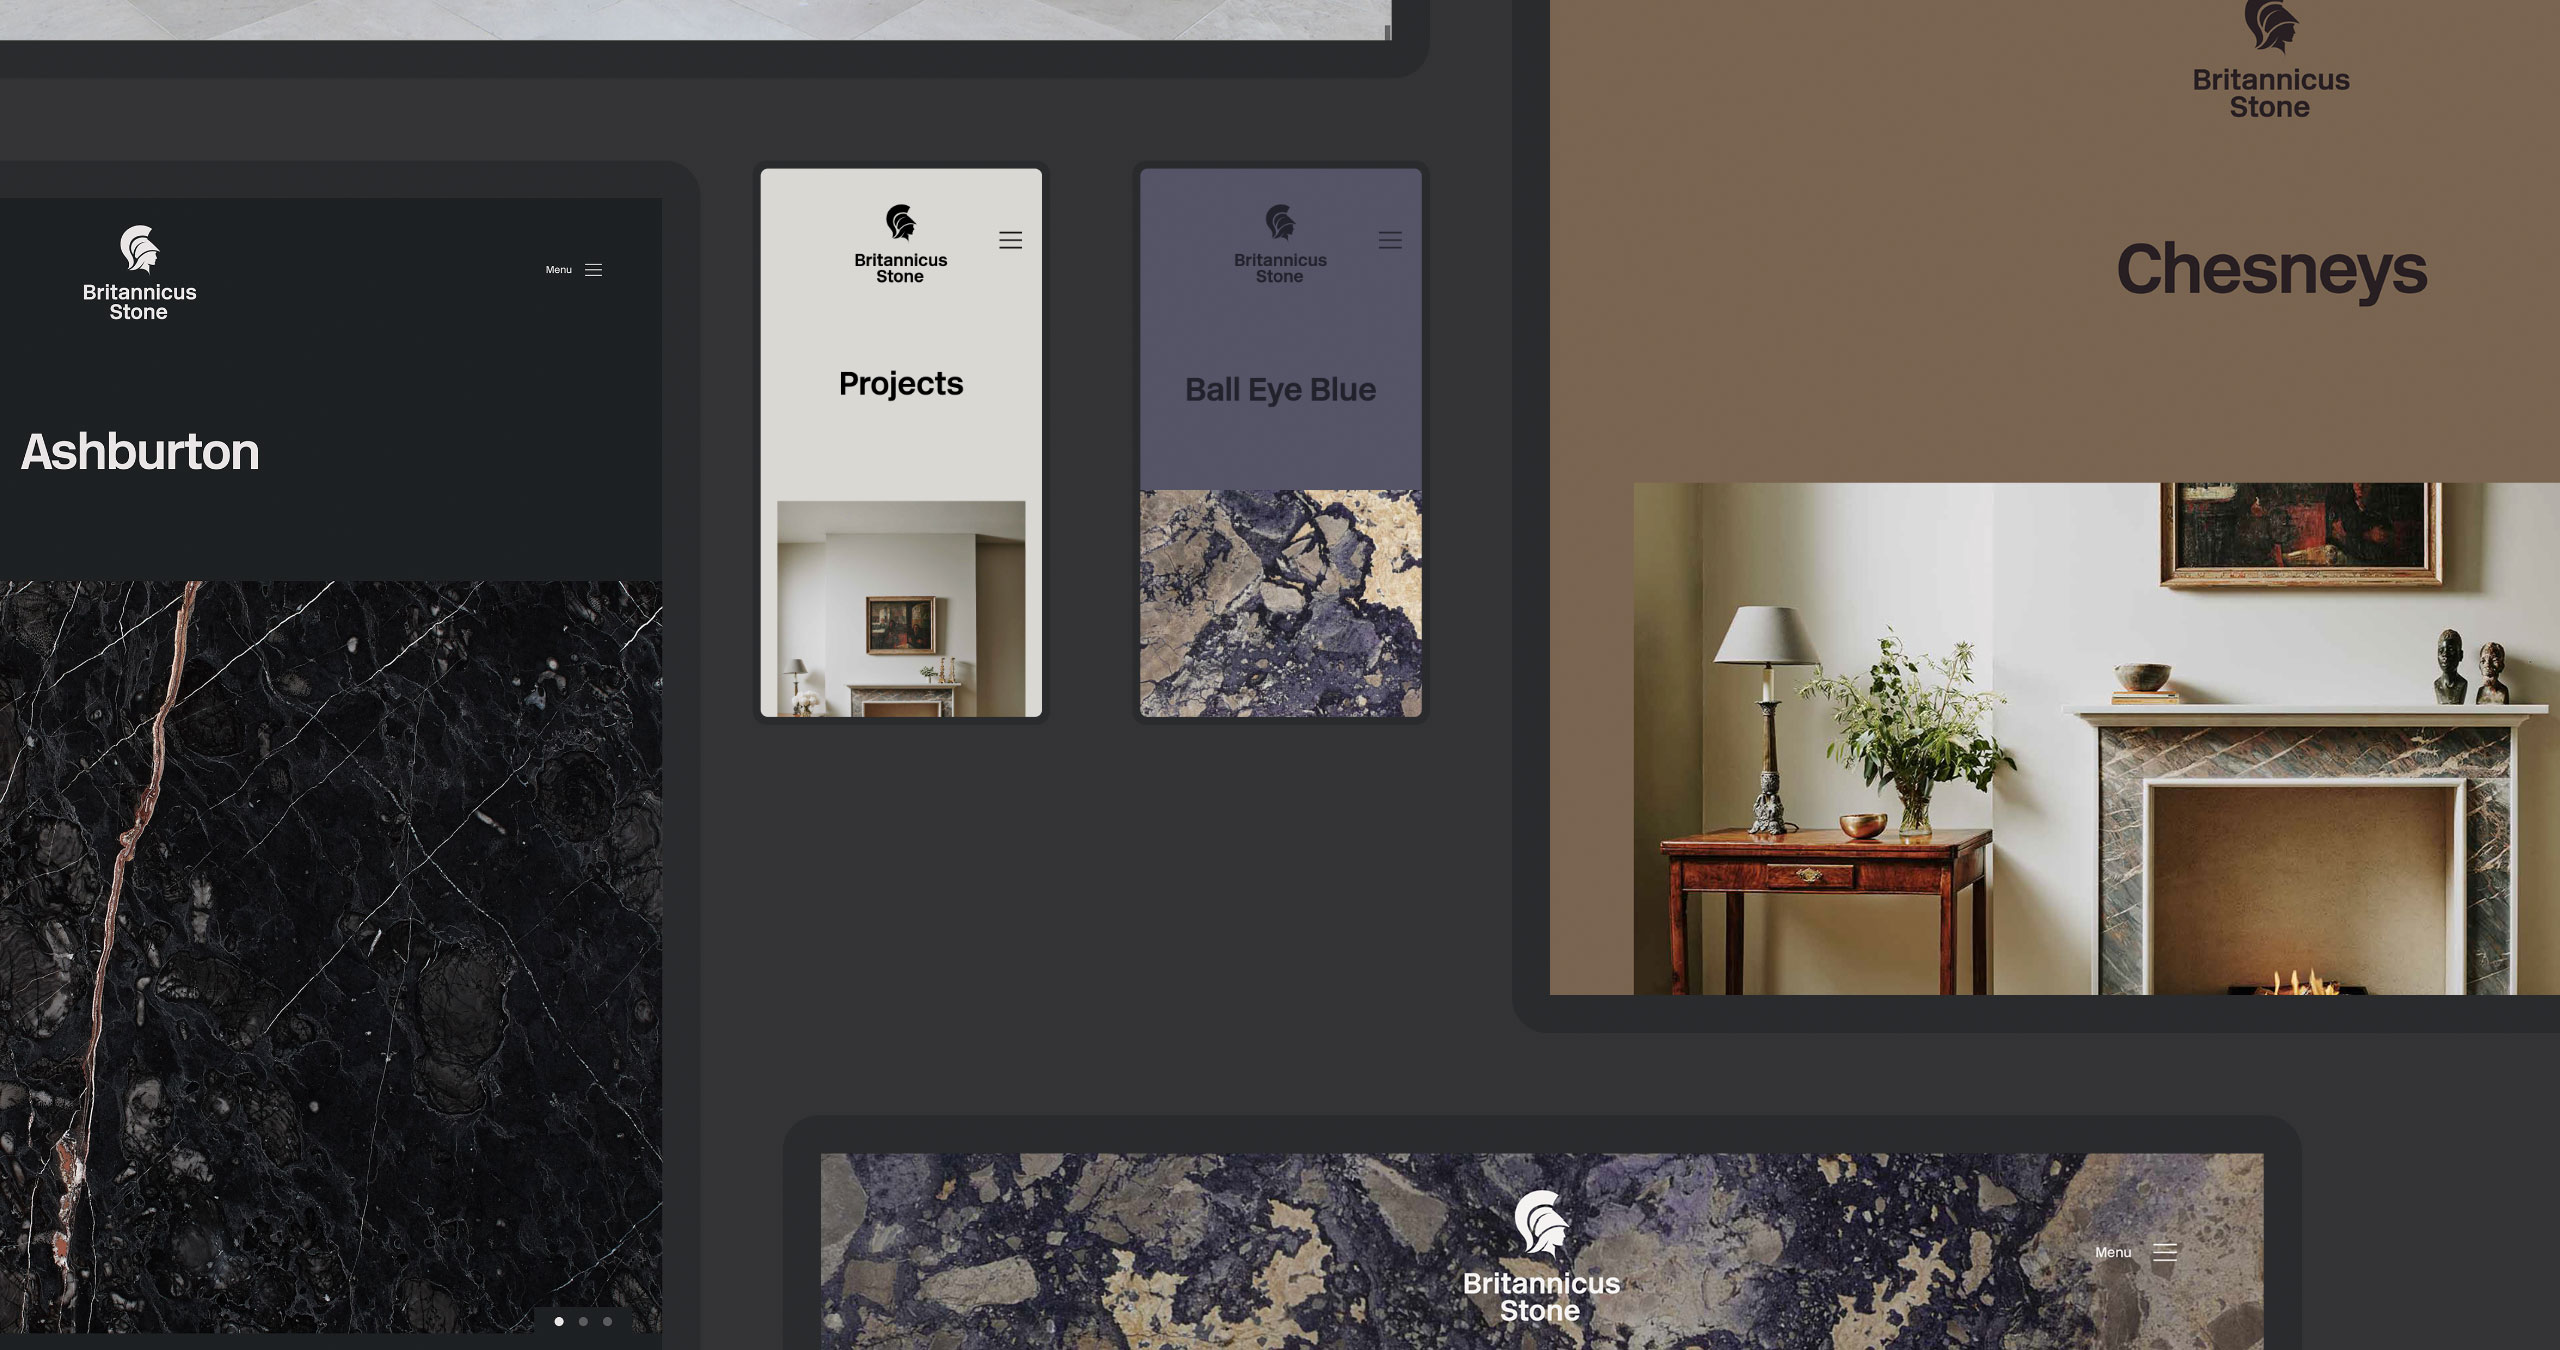 Britannicus
Stone
Menu
Ashburton
Britannicus
Stone
Projects
Britannicus
Stone
Ball Eye Blue
Britannicus
Stone
Chesneys
Britannicus
Stone
Menu